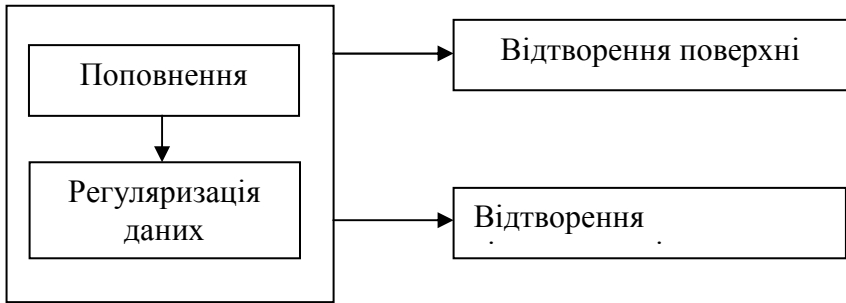 Поповнення
Регуляризація
даних
Відтворення поверхні
Відтворення